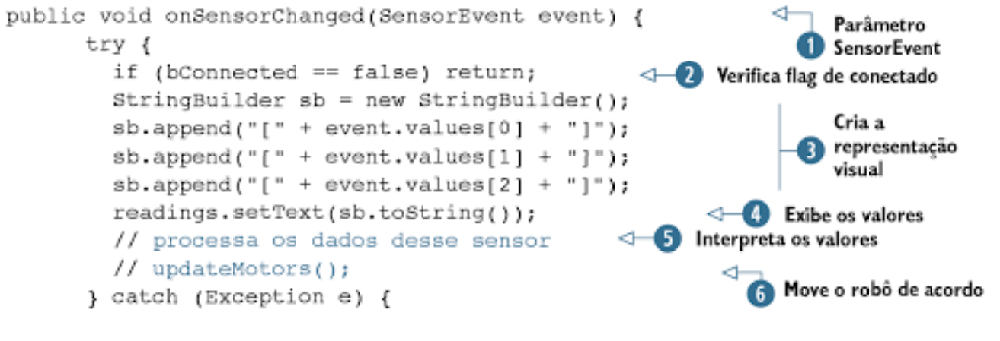 public void onSensorChanged(SensorEvent event) {
1 Parâmetro
SensorEvent
try {
if (bConnected == false) return;
2 Verifica flag de conectado
StringBuilder sb = new StringBuilder();
sb.append("[" + event.values[0] + "]");
sb.append("[" + event.values[1] + "]");
sb.append("[" + event.values[2] + "]");
3 Cria a
representação
visual
readings.setText(sb.toString());
4 Exibe os valores
// processa os dados desse sensor
5 Interpreta os valores
// updateMotors();
6 Move o robô de acordo
} catch (Exception e) {